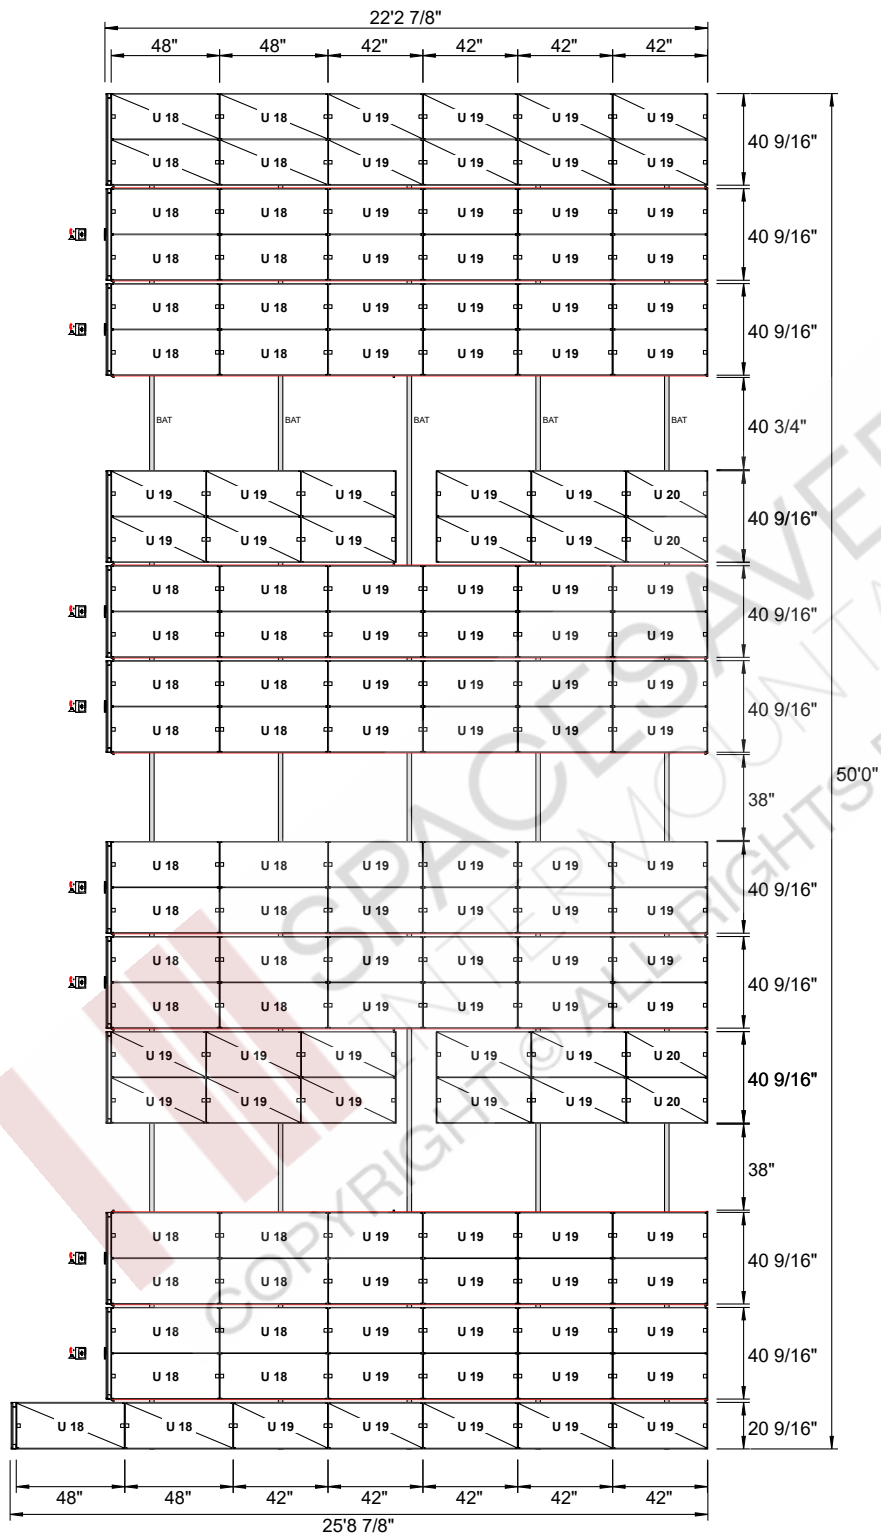 22'2 7/8"
48" 48" 42" 42" 42" 42"
U 18 U 18 U 19 U 19 U 19 U 19
40 9/16"
U 18 U 18 U 19 U 19 U 19 U 19
U 18 U 18 U 19 U 19 U 19 U 19
40 9/16"
U 18 U 18 U 19 U 19 U 19 U 19
U 18 U 18 U 19 U 19 U 19 U 19
40 9/16"
U 18 U 18 U 19 U 19 U 19 U 19
BAT BAT BAT BAT BAT 40 3/4"
U 19 U 19 U 19 U 19 U 19 U 20
40 9/16"
U 19 U 19 U 19 U 19 U 19 U 20
U 18 U 18 U 19 U 19 U 19 U 19
40 9/16"
U 18 U 18 U 19 U 19 U 19 U 19
U 18 U 18 U 19 U 19 U 19 U 19
40 9/16"
U 18 U 18 U 19 U 19 U 19 U 19
50'0"
38"
U 18 U 18 U 19 U 19 U 19 U 19
40 9/16"
U 18 U 18 U 19 U 19 U 19 U 19
U 18 U 18 U 19 U 19 U 19 U 19
40 9/16"
U 18 U 18 U 19 U 19 U 19 U 19
U 19 U 19 U 19 U 19 U 19 U 20
40 9/16"
U 19 U 19 U 19 U 19 U 19 U 20
38"
U 18 U 18 U 19 U 19 U 19 U 19
40 9/16"
U 18 U 18 U 19 U 19 U 19 U 19
U 18 U 18 U 19 U 19 U 19 U 19
40 9/16"
U 18 U 18 U 19 U 19 U 19 U 19
U 18 U 18 U 19 U 19 U 19 U 19 U 19 20 9/16"
48" 48" 42" 42" 42" 42" 42"
25'8 7/8"
SPACESAVER
INTERMOUNTA
COPYRIGHT © ALL RIGHTS